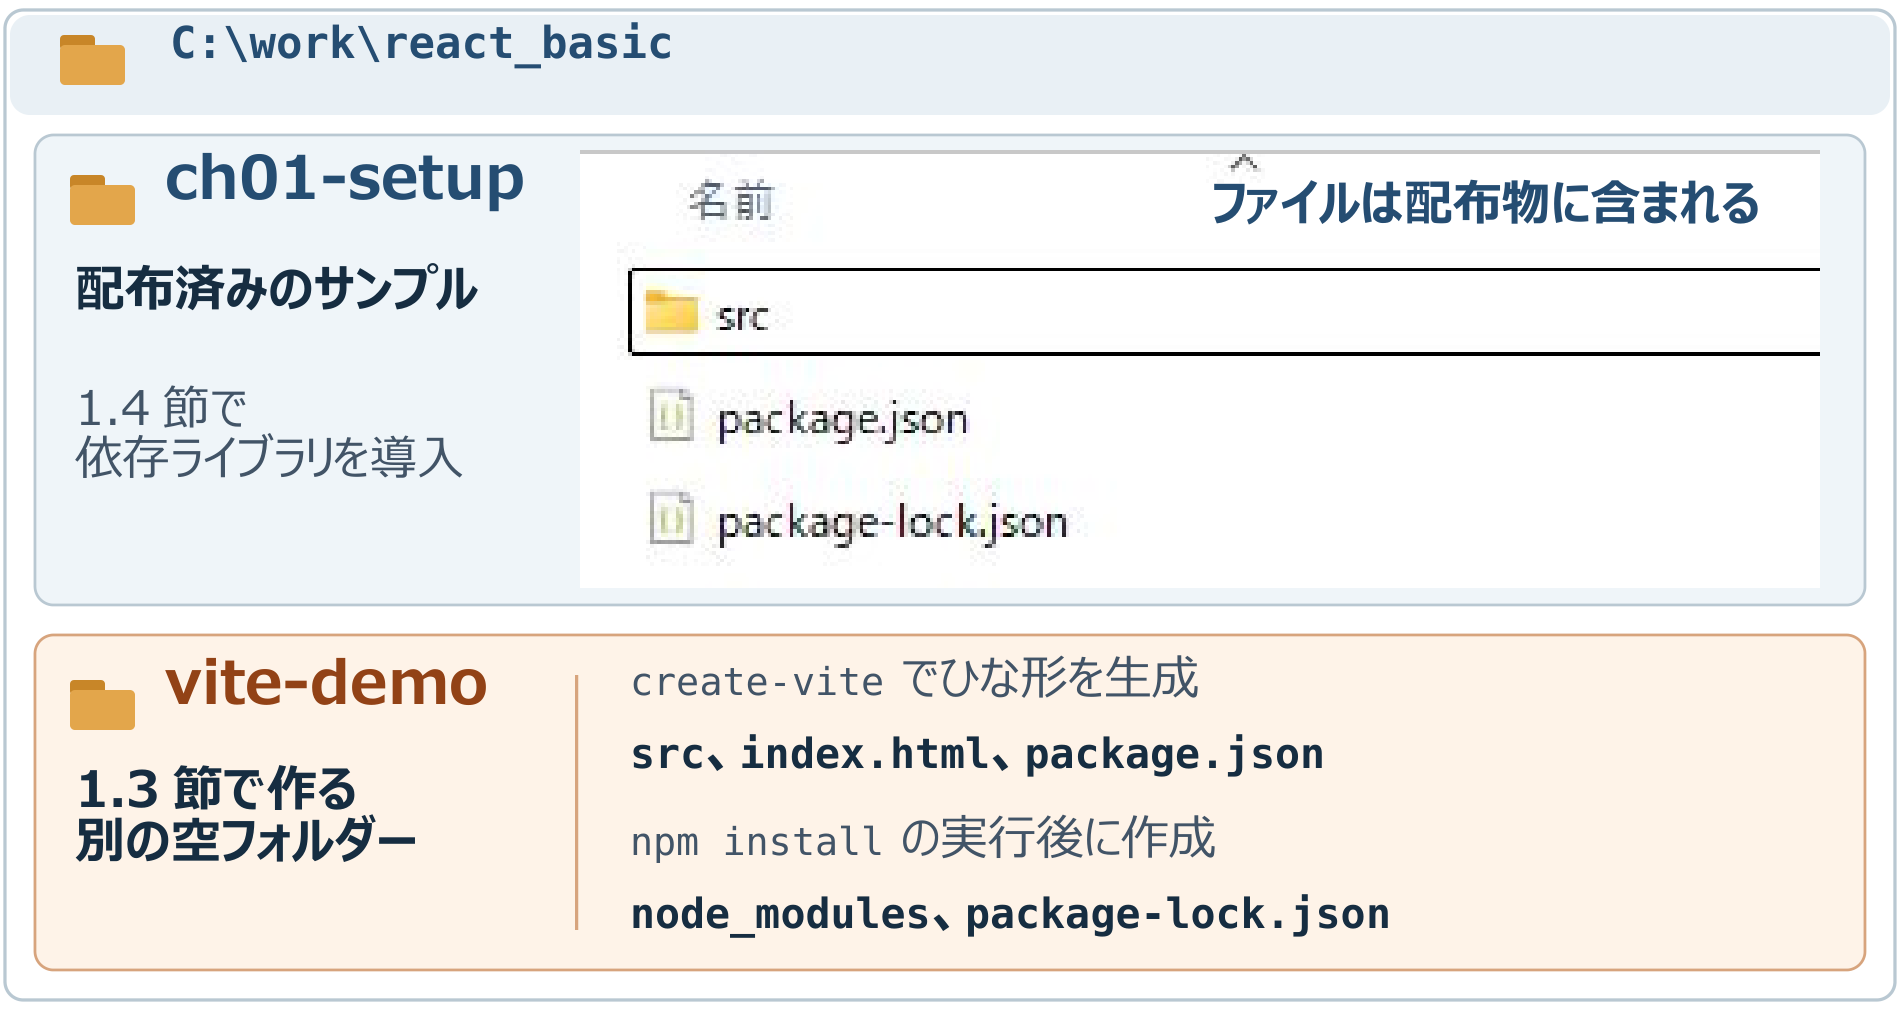 C:\work\react_basic
ch01-setup
配布済みのサンプル
1.4 節で
依存ライブラリを導入
名前
ファイルは配布物に含まれる
src
package.json
package-lock.json
vite-demo
1.3 節で作る
別の空フォルダー
create-vite でひな形を生成
src、index.html、package.json
npm install の実行後に作成
node_modules、package-lock.json